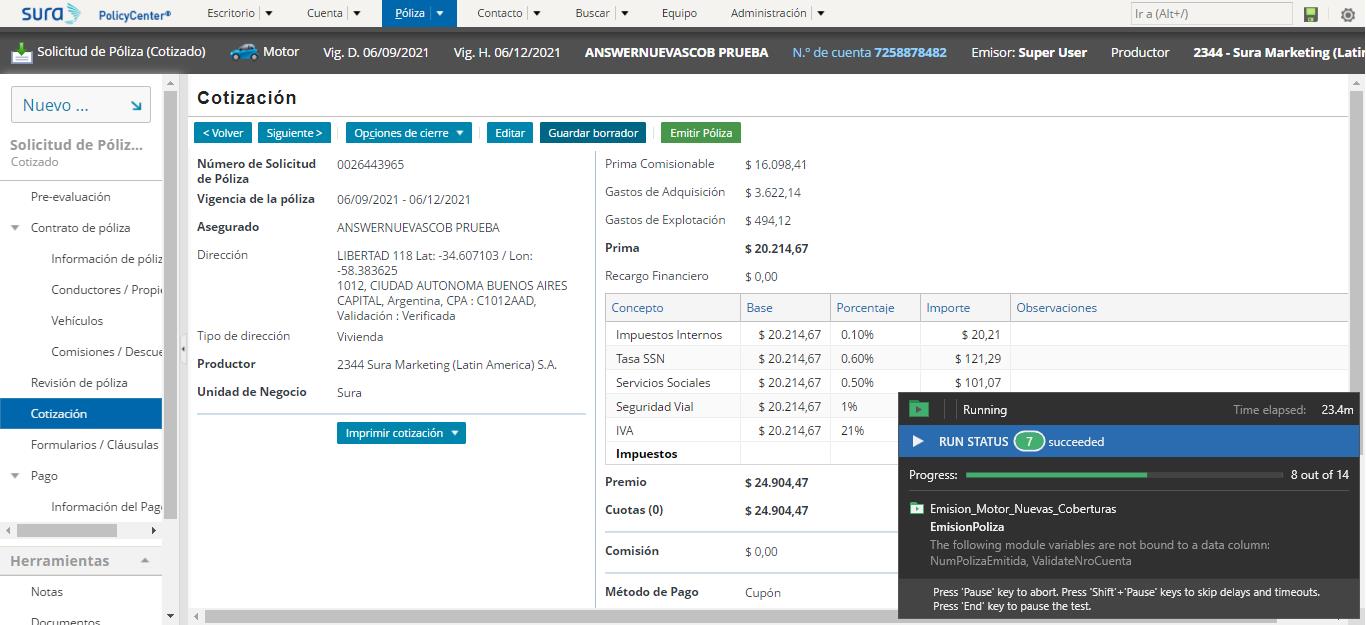 sura PolicyCenter® Escritorio Cuenta Póliza Contacto Buscar Equipo Administración Ir a (Alt+/)
Solicitud de Póliza (Cotizado) Motor Vig. D. 06/09/2021 Vig. H. 06/12/2021 ANSWERNUEVASCOB PRUEBA N.º de cuenta 7258878482 Emisor: Super User Productor 2344 - Sura Marketing (Latin
Nuevo ...
Solicitud de Póliz...
Cotizado
Pre-evaluación
Contrato de póliza
Información de póliz
Conductores / Propie
Vehículos
Comisiones / Descue
Revisión de póliza
Cotización
Formularios / Cláusulas
Pago
Información del Pag
Herramientas
Notas
Documentos
Cotización
< Volver Siguiente > Opciones de cierre Editar Guardar borrador Emitir Póliza
Número de Solicitud de Póliza 0026443965
Vigencia de la póliza 06/09/2021 - 06/12/2021
Asegurado ANSWERNUEVASCOB PRUEBA
Dirección LIBERTAD 118 Lat: -34.607103 / Lon:
-58.383625
1012, CIUDAD AUTONOMA BUENOS AIRES
CAPITAL, Argentina, CPA : C1012AAD,
Validación : Verificada
Tipo de dirección Vivienda
Productor 2344 Sura Marketing (Latin America) S.A.
Unidad de Negocio Sura
Imprimir cotización
Prima Comisionable $ 16.098,41
Gastos de Adquisición $ 3.622,14
Gastos de Explotación $ 494,12
Prima $ 20.214,67
Recargo Financiero $ 0,00
Concepto Base Porcentaje Importe Observaciones
Impuestos Internos $ 20.214,67 0.10% $ 20,21
Tasa SSN $ 20.214,67 0.60% $ 121,29
Servicios Sociales $ 20.214,67 0.50% $ 101,07
Seguridad Vial $ 20.214,67 1%
IVA $ 20.214,67 21%
Impuestos
Premio $ 24.904,47
Cuotas (0) $ 24.904,47
Comisión $ 0,00
Método de Pago Cupón
Running Time elapsed: 23.4m
RUN STATUS 7 succeeded
Progress: 8 out of 14
Emision_Motor_Nuevas_Coberturas
EmisionPoliza
The following module variables are not bound to a data column:
NumPolizaEmitida, ValidateNroCuenta
Press 'Pause' key to abort. Press 'Shift'+'Pause' keys to skip delays and timeouts.
Press 'End' key to pause the test.